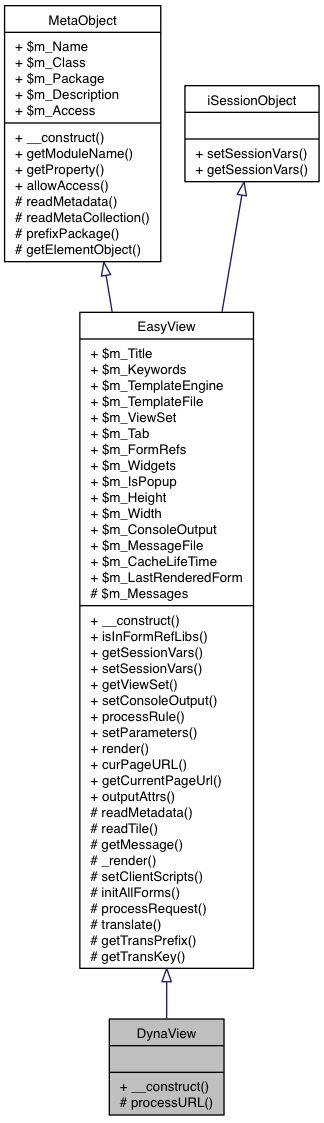 MetaObject
+ $m_Name
+ $m_Class
+ $m_Package
+ $m_Description
+ $m_Access
+ __construct()
+ getModuleName()
+ getProperty()
+ allowAccess()
# readMetadata()
# readMetaCollection()
# prefixPackage()
# getElementObject()
iSessionObject
+ setSessionVars()
+ getSessionVars()
EasyView
+ $m_Title
+ $m_Keywords
+ $m_TemplateEngine
+ $m_TemplateFile
+ $m_ViewSet
+ $m_Tab
+ $m_FormRefs
+ $m_Widgets
+ $m_IsPopup
+ $m_Height
+ $m_Width
+ $m_ConsoleOutput
+ $m_MessageFile
+ $m_CacheLifeTime
+ $m_LastRenderedForm
# $m_Messages
+ __construct()
+ isInFormRefLibs()
+ getSessionVars()
+ setSessionVars()
+ getViewSet()
+ setConsoleOutput()
+ processRule()
+ setParameters()
+ render()
+ curPageURL()
+ getCurrentPageUrl()
+ outputAttrs()
# readMetadata()
# readTile()
# getMessage()
# _render()
# setClientScripts()
# initAllForms()
# processRequest()
# translate()
# getTransPrefix()
# getTransKey()
DynaView
+ __construct()
# processURL()